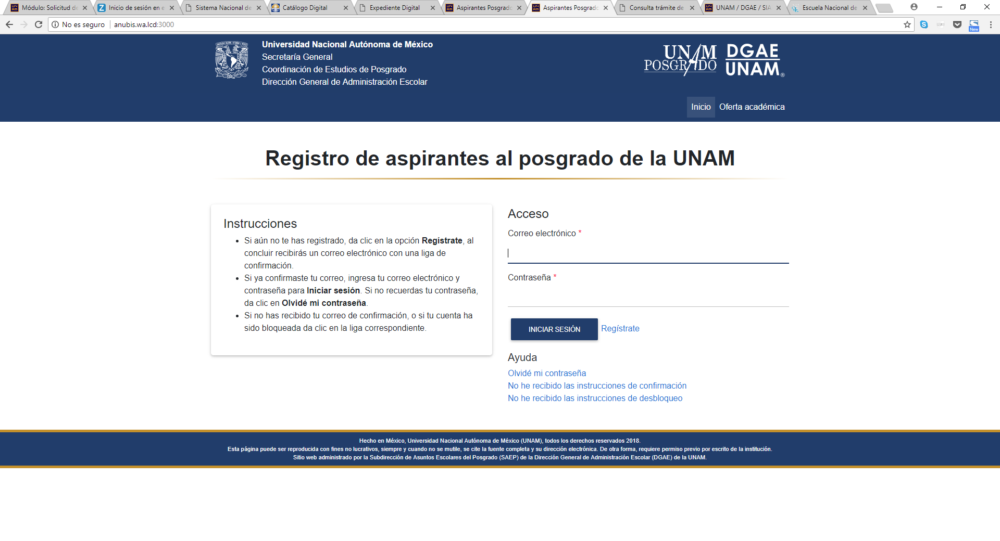 Módulo: Solicitud de
Inicio de sesión en e
Sistema Nacional de
Catálogo Digital
Expediente Digital
Aspirantes Posgrado
Aspirantes Posgrado
Consulta trámite de
UNAM / DGAE / SIA
Escuela Nacional de
No es seguro
anubis.wa.lcd:3000
New
Universidad Nacional Autónoma de México
Secretaría General
Coordinación de Estudios de Posgrado
Dirección General de Administración Escolar
UNAM
POSGRADO
DGAE
UNAM®
Inicio
Oferta académica
Registro de aspirantes al posgrado de la UNAM
Instrucciones
• Si aún no te has registrado, da clic en la opción Regístrate, al
concluir recibirás un correo electrónico con una liga de
confirmación.
• Si ya confirmaste tu correo, ingresa tu correo electrónico y
contraseña para Iniciar sesión. Si no recuerdas tu contraseña,
da clic en Olvidé mi contraseña.
• Si no has recibido tu correo de confirmación, o si tu cuenta ha
sido bloqueada da clic en la liga correspondiente.
Acceso
Correo electrónico *
Contraseña *
INICIAR SESIÓN
Regístrate
Ayuda
Olvidé mi contraseña
No he recibido las instrucciones de confirmación
No he recibido las instrucciones de desbloqueo
Hecho en México, Universidad Nacional Autónoma de México (UNAM), todos los derechos reservados 2018.
Esta página puede ser reproducida con fines no lucrativos, siempre y cuando no se mutile, se cite la fuente completa y su dirección electrónica. De otra forma, requiere permiso previo por escrito de la institución.
Sitio web administrado por la Subdirección de Asuntos Escolares del Posgrado (SAEP) de la Dirección General de Administración Escolar (DGAE) de la UNAM.